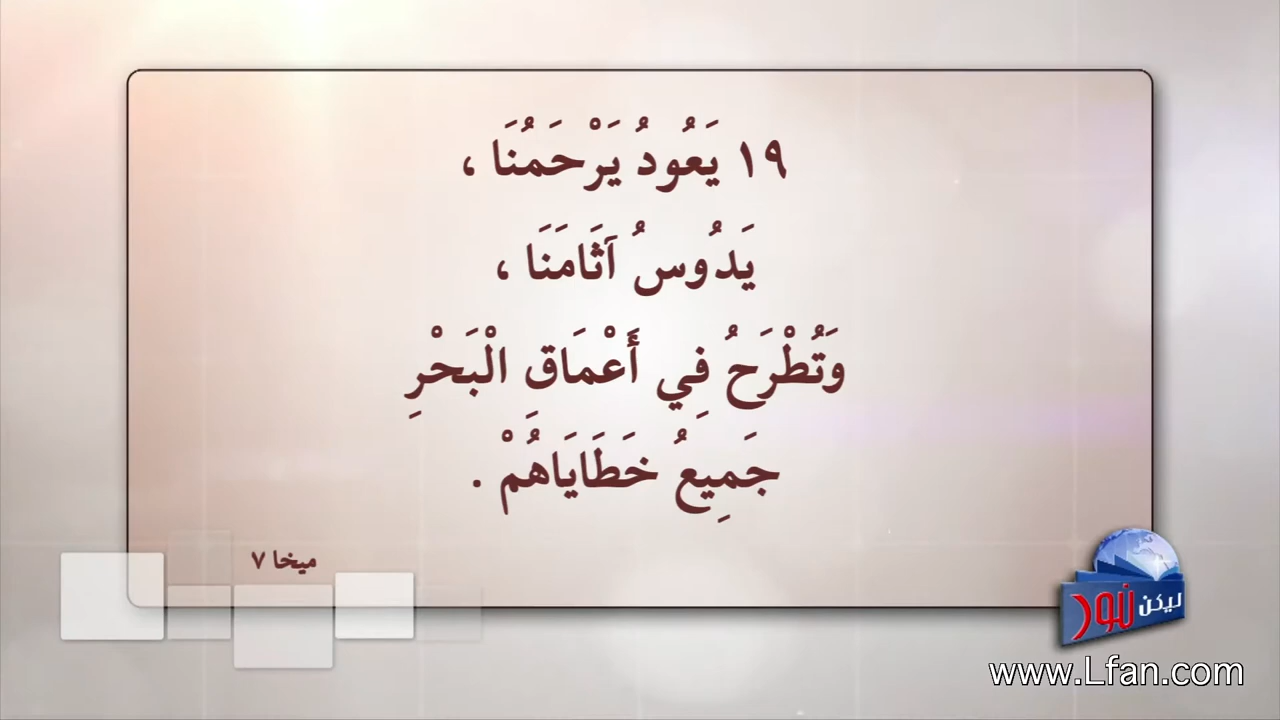 ١٩ يَعُودُ يَرْحَمُنَا ،
يَدُوسُ آثَامَنَا ،
وَتُطْرَحُ فِي أَعْمَاقِ الْبَحْرِ
جَمِيعُ خَطَايَاهُمْ .
ميخا ٧
ليكن نور
www.Lfan.com